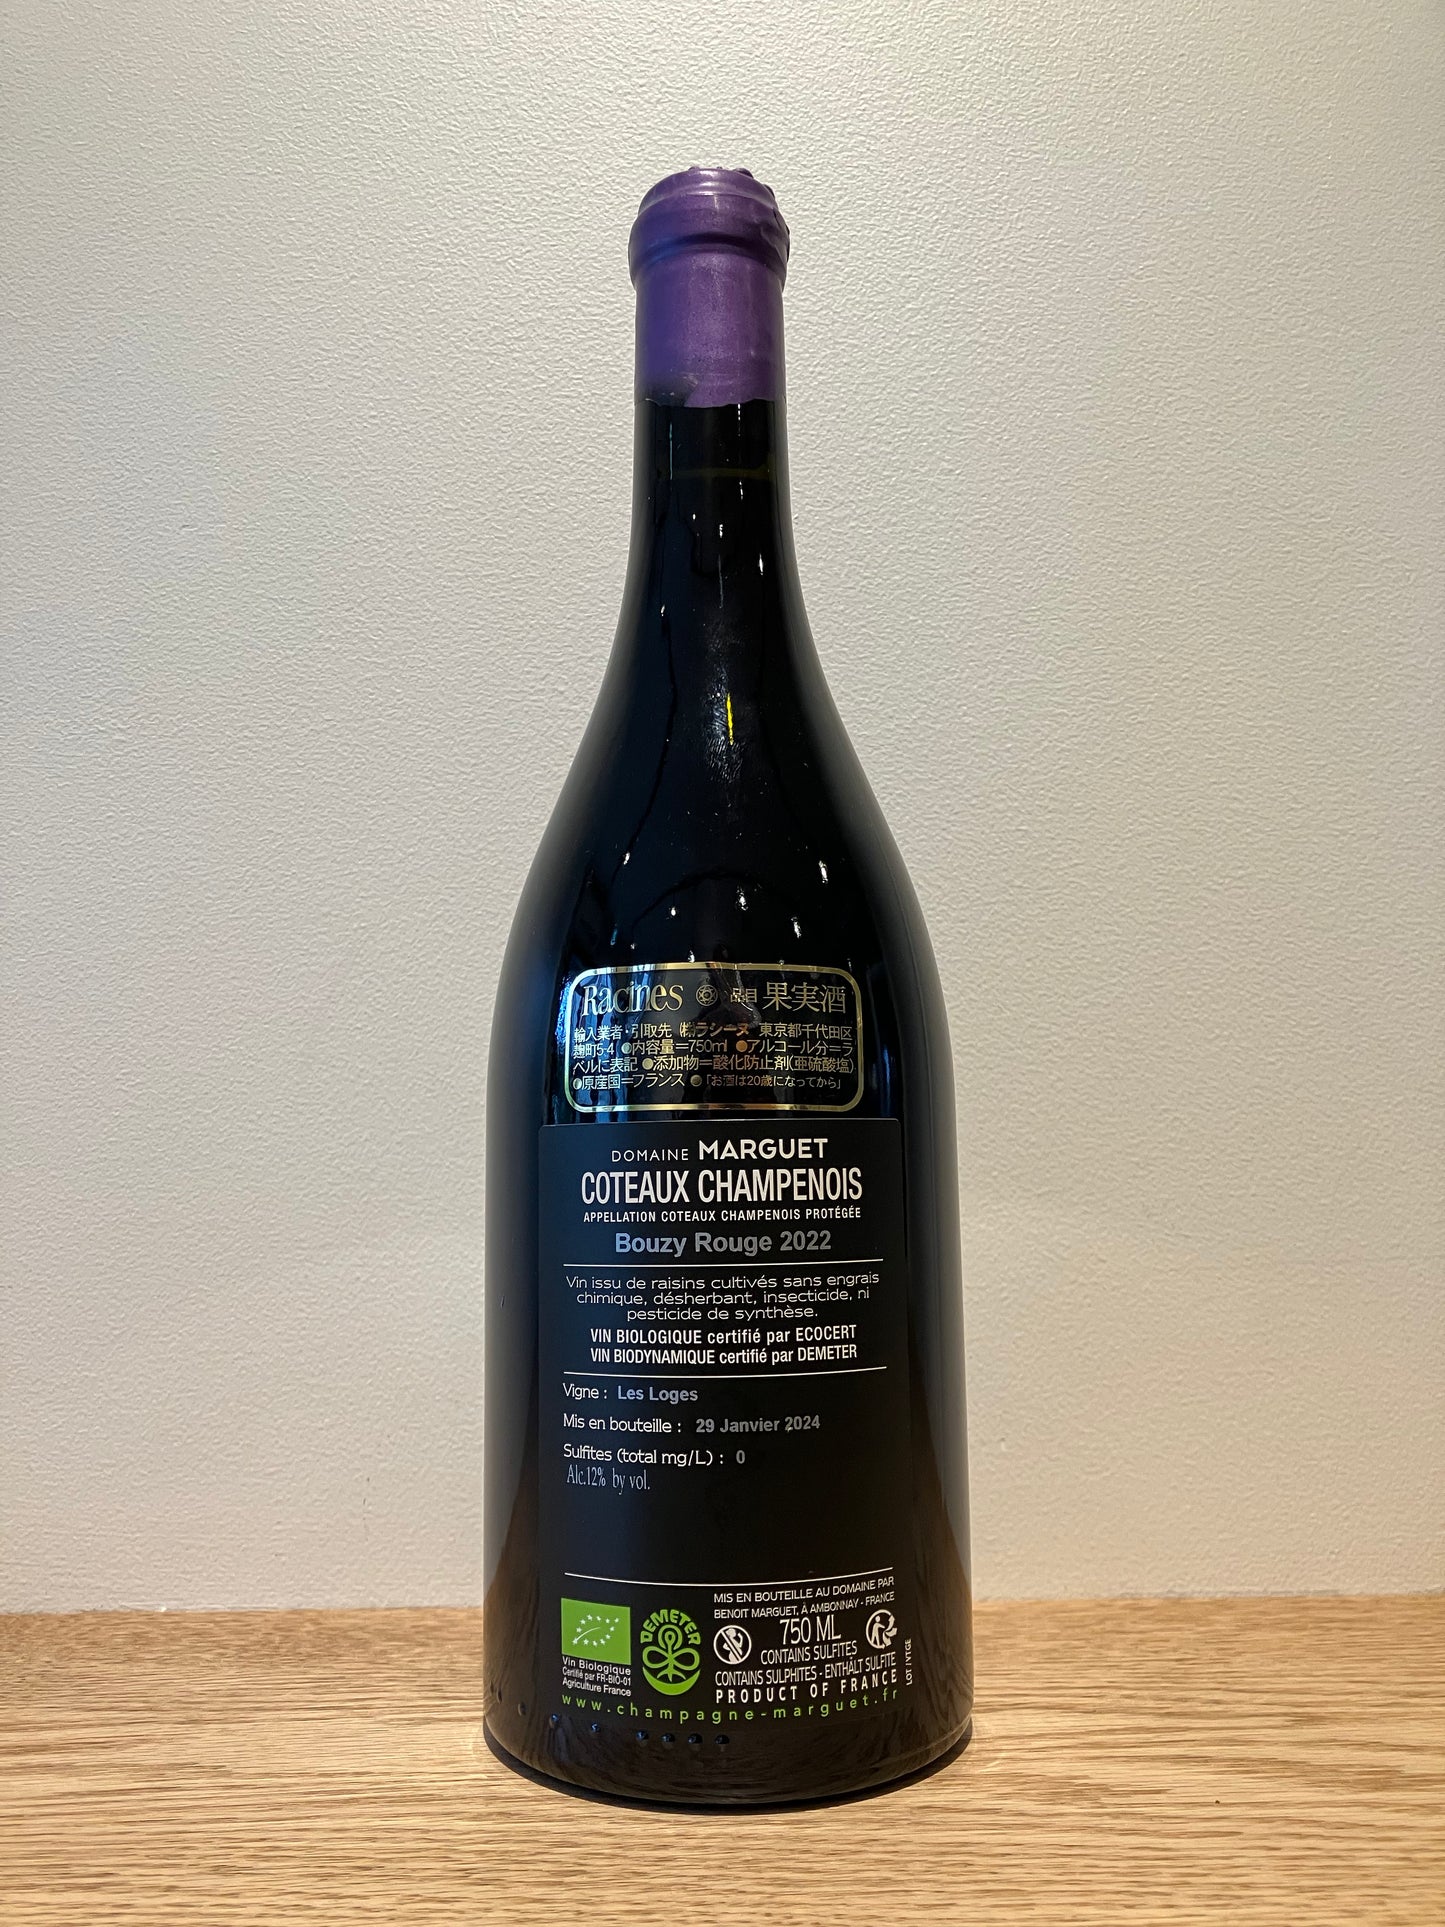 Racines 品目 果実酒
輸入業者・引取先 ㈱ラシーヌ 東京都千代田区
麹町5-4 ●内容量=750ml ●アルコール分=ラ
ベルに表記 ●添加物=酸化防止剤(亜硫酸塩)
●原産国=フランス ●「お酒は20歳になってから」
DOMAINE MARGUET
COTEAUX CHAMPENOIS
APPELLATION COTEAUX CHAMPENOIS PROTÉGÉE
Bouzy Rouge 2022
Vin issu de raisins cultivés sans engrais
chimique, désherbant, insecticide, ni
pesticide de synthèse.
VIN BIOLOGIQUE certifié par ECOCERT
VIN BIODYNAMIQUE certifié par DEMETER
Vigne : Les Loges
Mis en bouteille : 29 Janvier 2024
Sulfites (total mg/L) : 0
Alc.12% by vol.
MIS EN BOUTEILLE AU DOMAINE PAR
BENOIT MARGUET, À AMBONNAY - FRANCE
750 ML
CONTAINS SULFITES
CONTAINS SULPHITES - ENTHÄLT SULFITE
PRODUCT OF FRANCE
LOT /VTGE
DEMETER
Vin Biologique
Certifié par FR-BIO-01
Agriculture France
www.champagne-marguet.fr